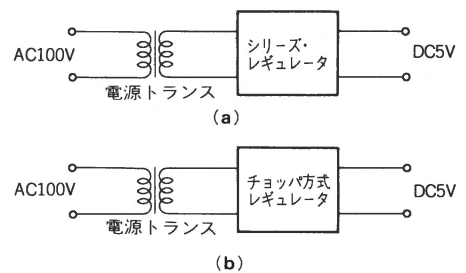 AC100V
電源トランス
シリーズ・
レギュレータ
DC5V
(a)
AC100V
電源トランス
チョッパ方式
レギュレータ
DC5V
(b)